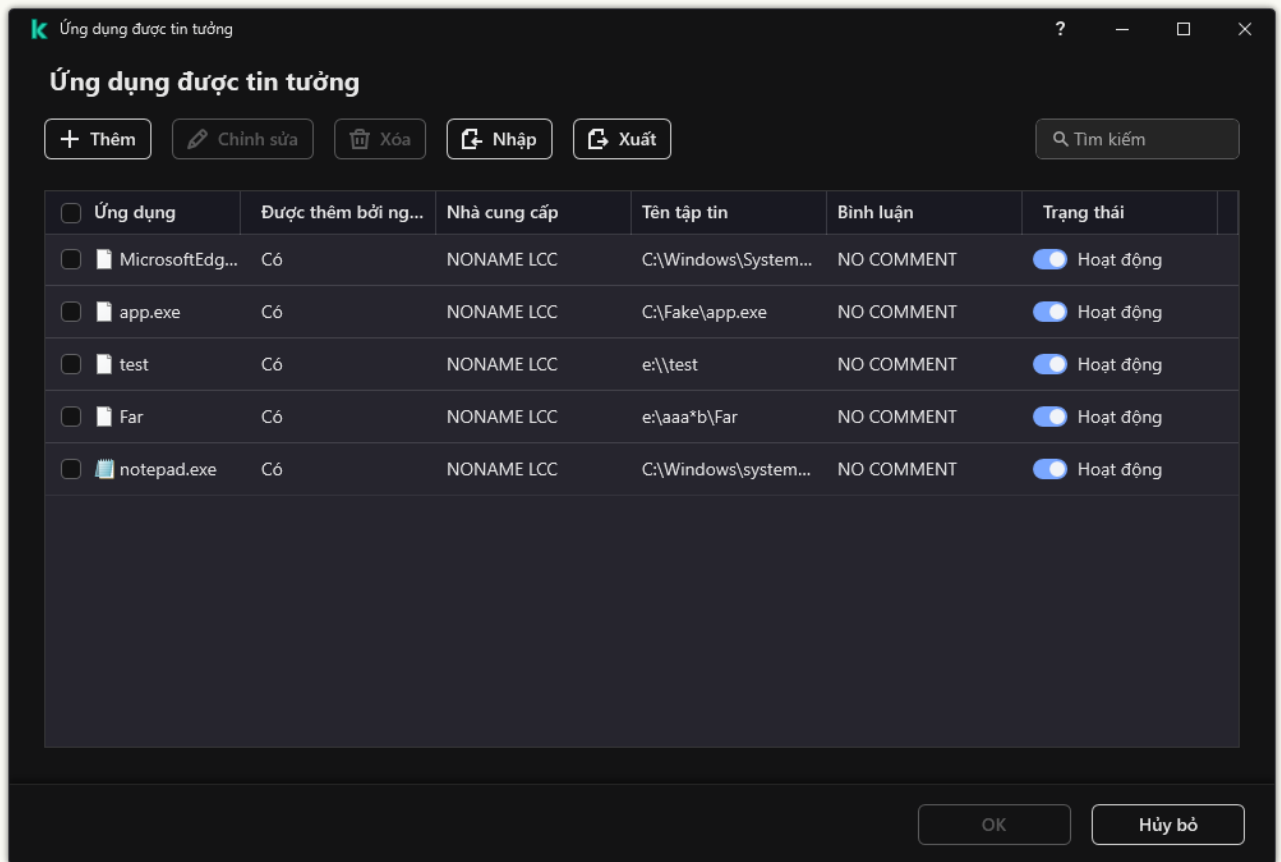 Ứng dụng được tin tưởng ?
Ứng dụng được tin tưởng
Thêm Chỉnh sửa Xóa Nhập Xuất Tìm kiếm
Ứng dụng Được thêm bởi ng... Nhà cung cấp Tên tập tin Bình luận Trạng thái
MicrosoftEdg... Có NONAME LCC C:\Windows\System... NO COMMENT Hoạt động
app.exe Có NONAME LCC C:\Fake\app.exe NO COMMENT Hoạt động
test Có NONAME LCC e:\\test NO COMMENT Hoạt động
Far Có NONAME LCC e:\aaa*b\Far NO COMMENT Hoạt động
notepad.exe Có NONAME LCC C:\Windows\system... NO COMMENT Hoạt động
OK Hủy bỏ